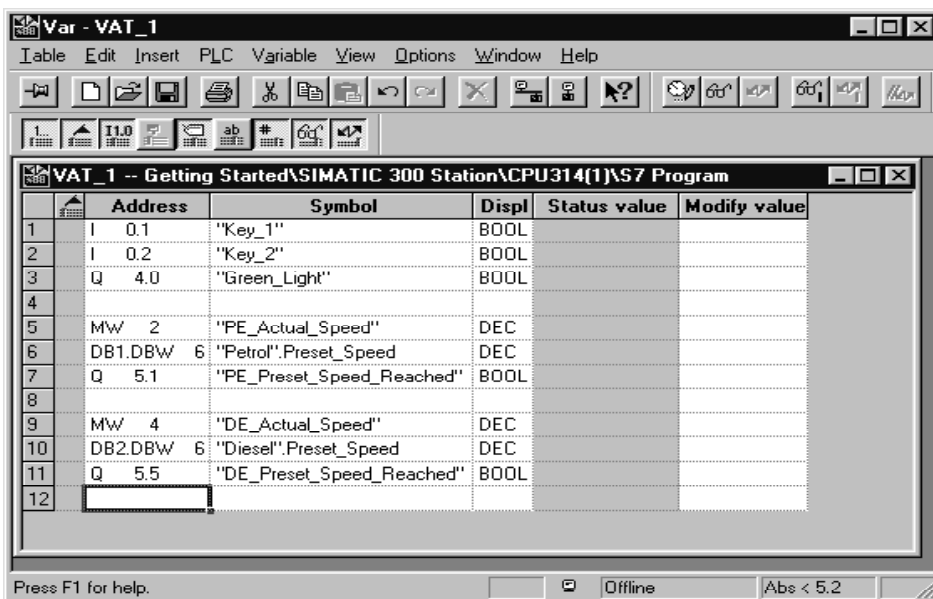 Var - VAT_1
Table Edit Insert PLC Variable View Options Window Help
1... I1.0 ab #
VAT_1 -- Getting Started\SIMATIC 300 Station\CPU314(1)\S7 Program
Address Symbol Displ Status value Modify value
1 I 0.1 "Key_1" BOOL
2 I 0.2 "Key_2" BOOL
3 Q 4.0 "Green_Light" BOOL
4
5 MW 2 "PE_Actual_Speed" DEC
6 DB1.DBW 6 "Petrol".Preset_Speed DEC
7 Q 5.1 "PE_Preset_Speed_Reached" BOOL
8
9 MW 4 "DE_Actual_Speed" DEC
10 DB2.DBW 6 "Diesel".Preset_Speed DEC
11 Q 5.5 "DE_Preset_Speed_Reached" BOOL
12
Press F1 for help. Offline Abs < 5.2